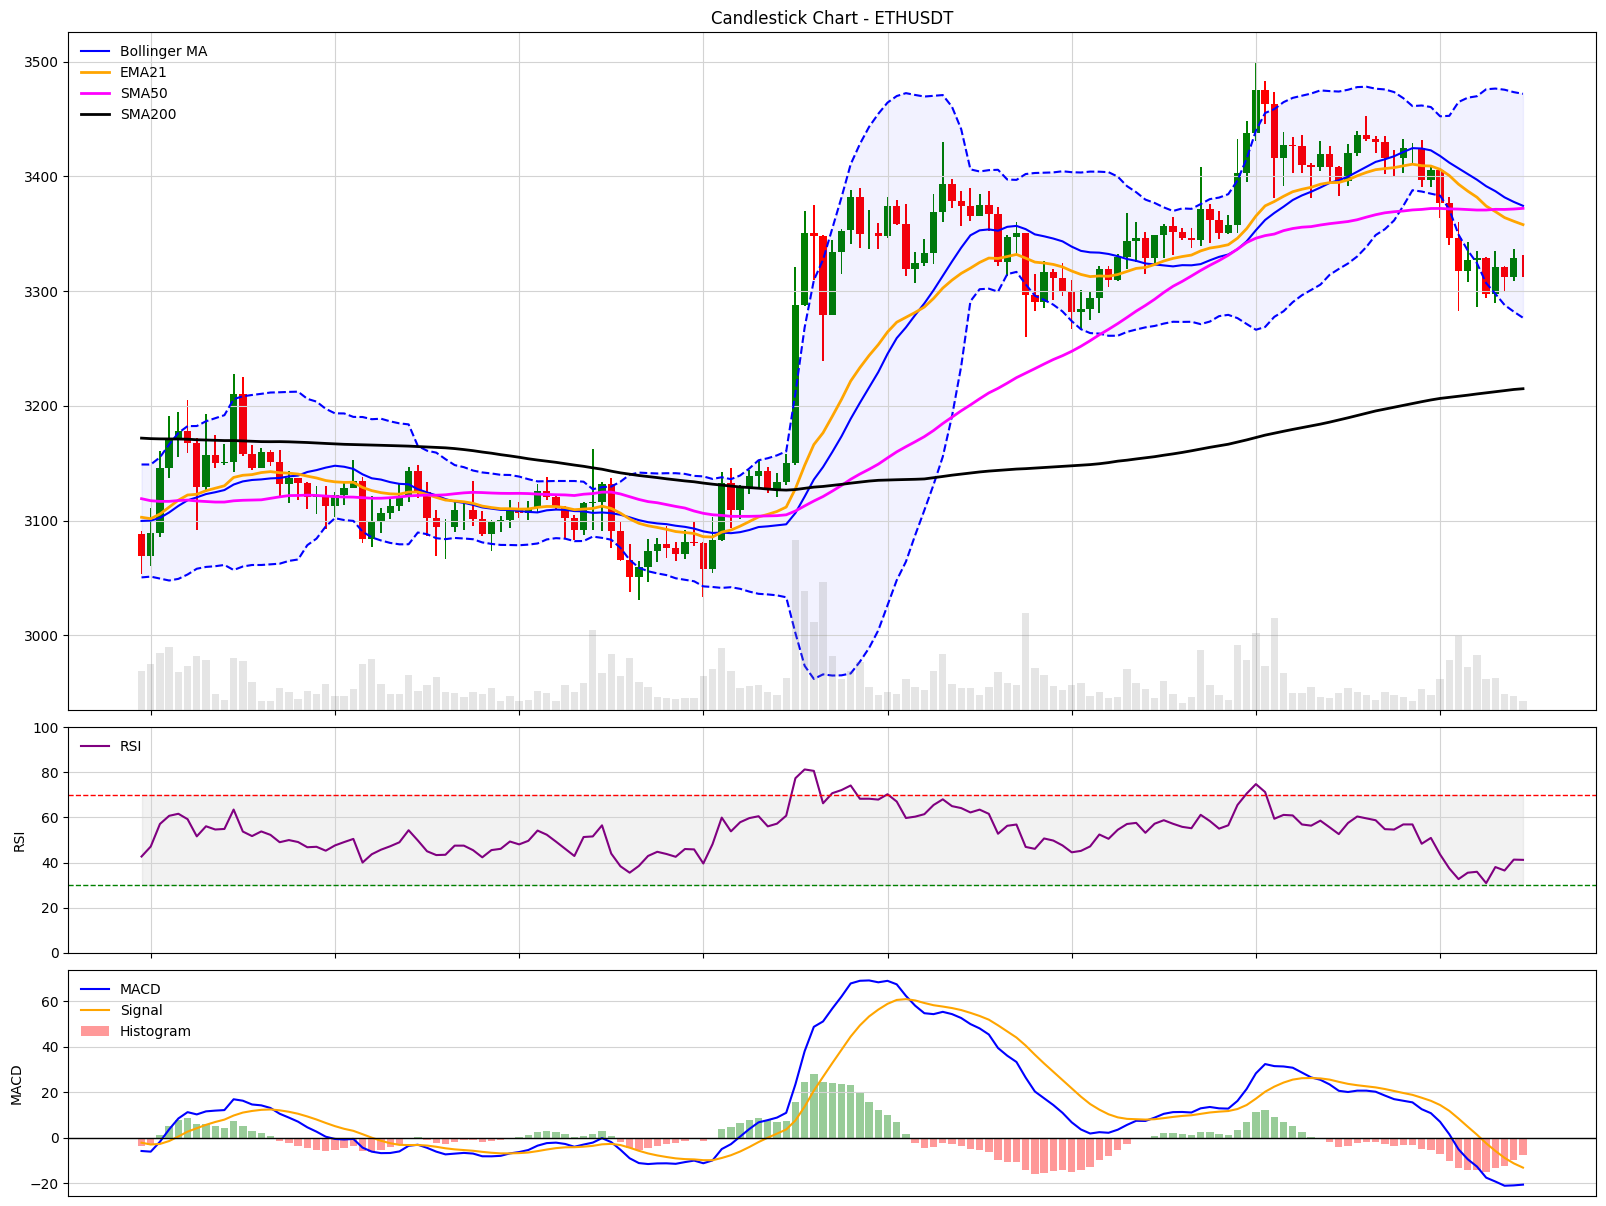 Candlestick Chart - ETHUSDT
Bollinger MA
EMA21
SMA50
SMA200
3500
3400
3300
3200
3100
3000
RSI
100
80
60
40
20
0
RSI
MACD
Signal
Histogram
60
40
20
0
−20
MACD